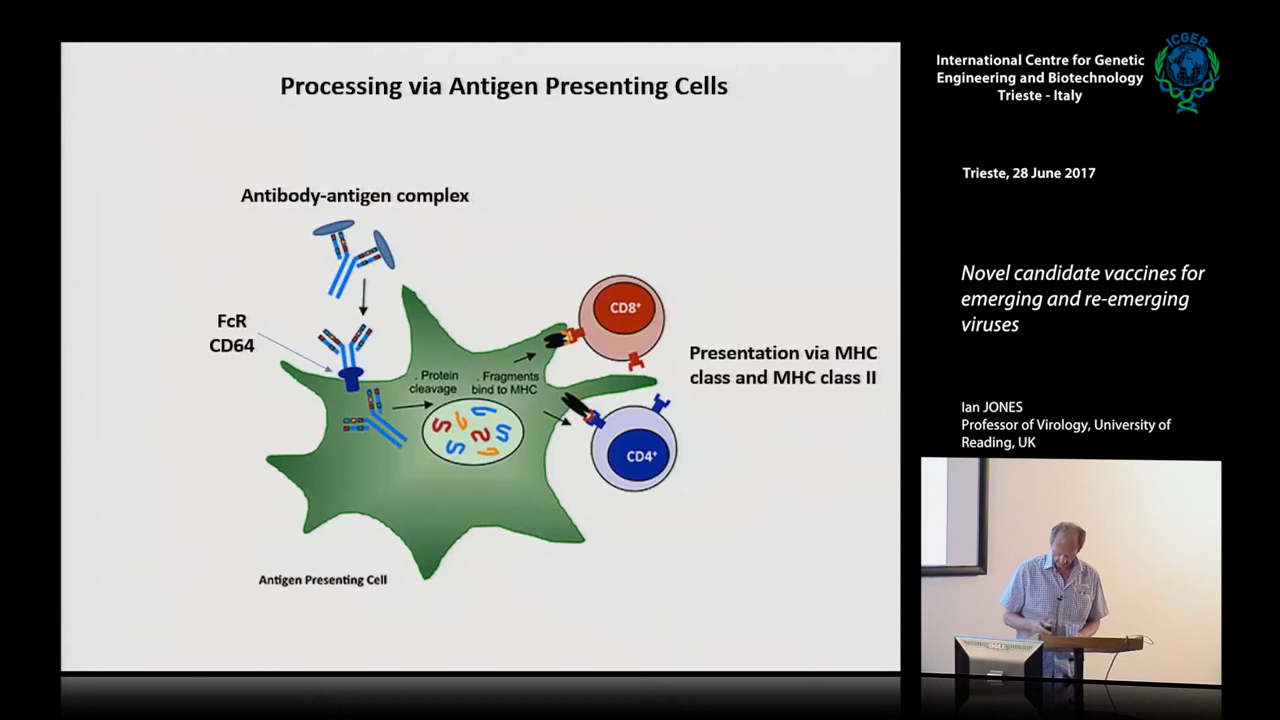 Processing via Antigen Presenting Cells
Antibody-antigen complex
FcR
CD64
. Protein
cleavage
. Fragments
bind to MHC
CD8+
CD4+
Presentation via MHC
class and MHC class II
Antigen Presenting Cell
International Centre for Genetic
Engineering and Biotechnology
Trieste - Italy
ICGEB
Trieste, 28 June 2017
Novel candidate vaccines for
emerging and re-emerging
viruses
Ian JONES
Professor of Virology, University of
Reading, UK